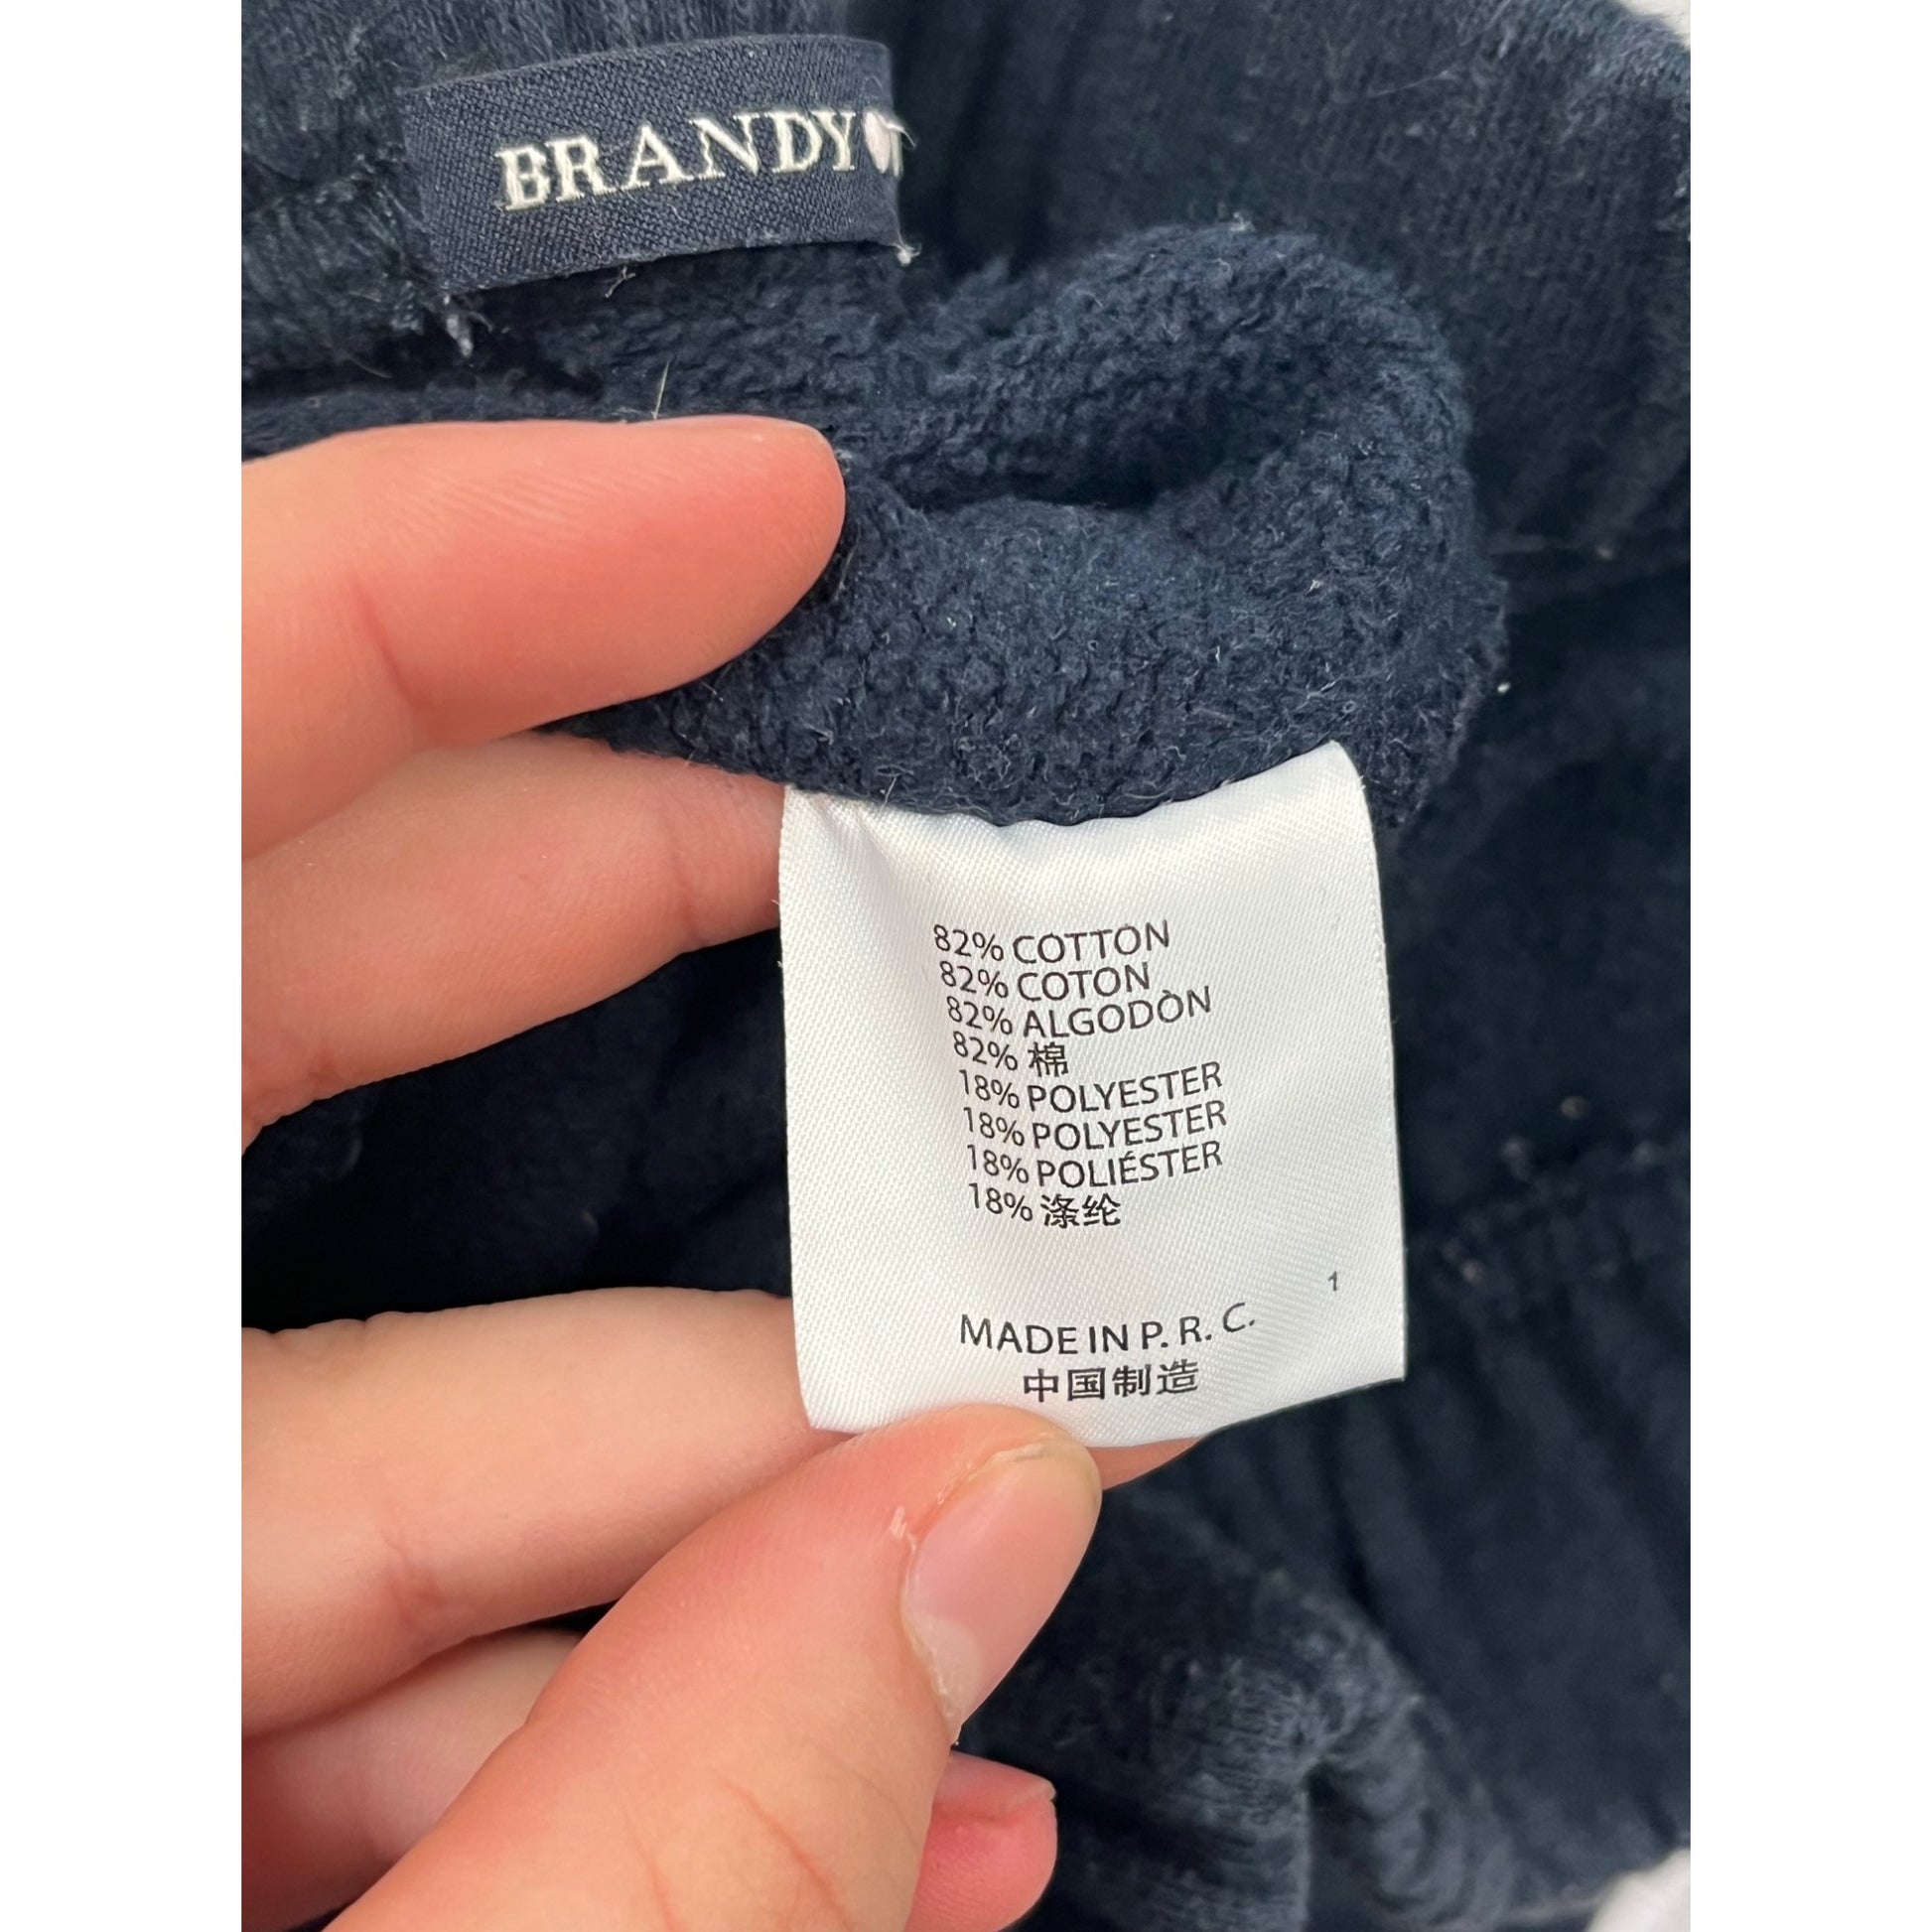 BRANDY
82% COTTON
82% COTON
82% ALGODÒN
82% 棉
18% POLYESTER
18% POLYESTER
18% POLIÉSTER
18% 涤纶
1
MADE IN P. R. C.
中国制造